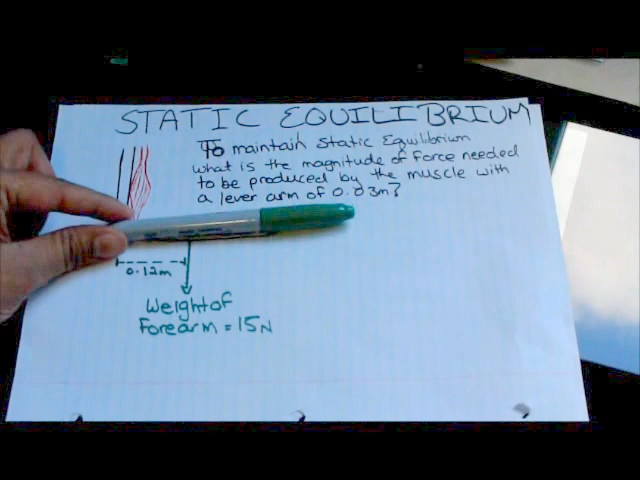 STATIC EQUILIBRIUM
To maintain Static Equilibrium
what is the magnitude of Force needed
to be produced by the muscle with
a lever arm of 0.03m?
0.12m
Weight of
Forearm = 15N